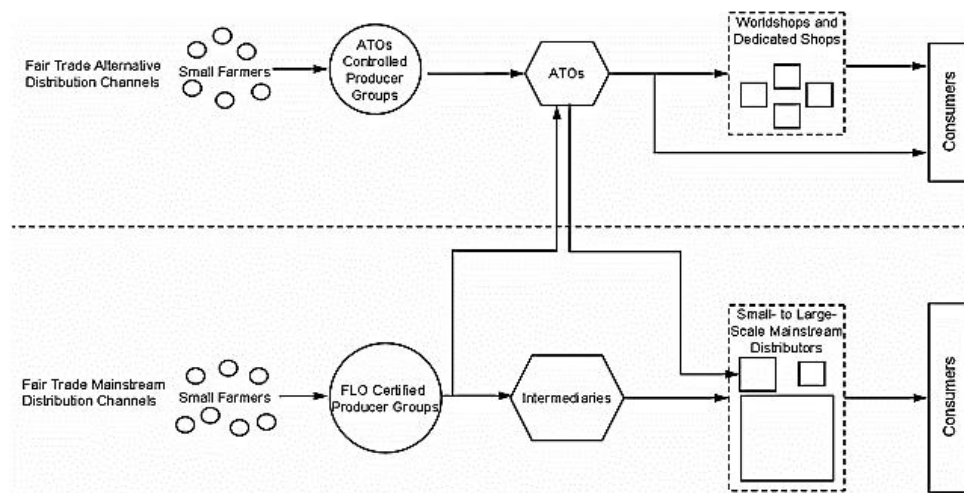 Fair Trade Alternative
Distribution Channels
Small Farmers
ATOs
Controlled
Producer
Groups
ATOs
Worldshops and
Dedicated Shops
Consumers
Fair Trade Mainstream
Distribution Channels
Small Farmers
FLO Certified
Producer Groups
Intermediaries
Small- to Large-
Scale Mainstream
Distributors
Consumers